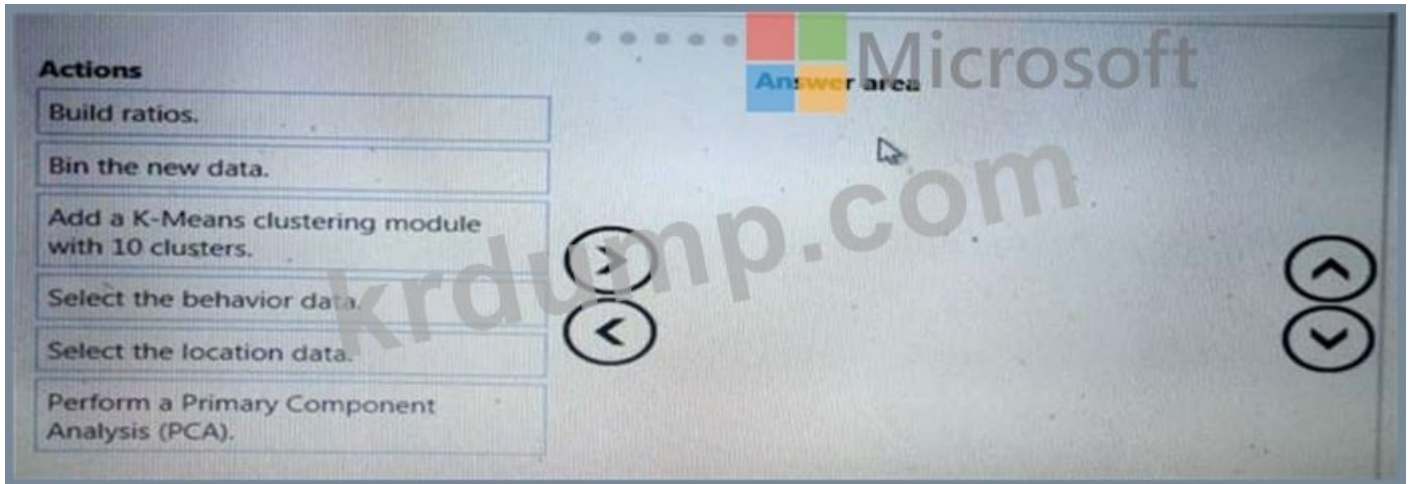 Microsoft
Actions
Answer area
Build ratios.
Bin the new data.
Add a K-Means clustering module
with 10 clusters.
Select the behavior data.
Select the location data.
Perform a Primary Component
Analysis (PCA).
krdump.com